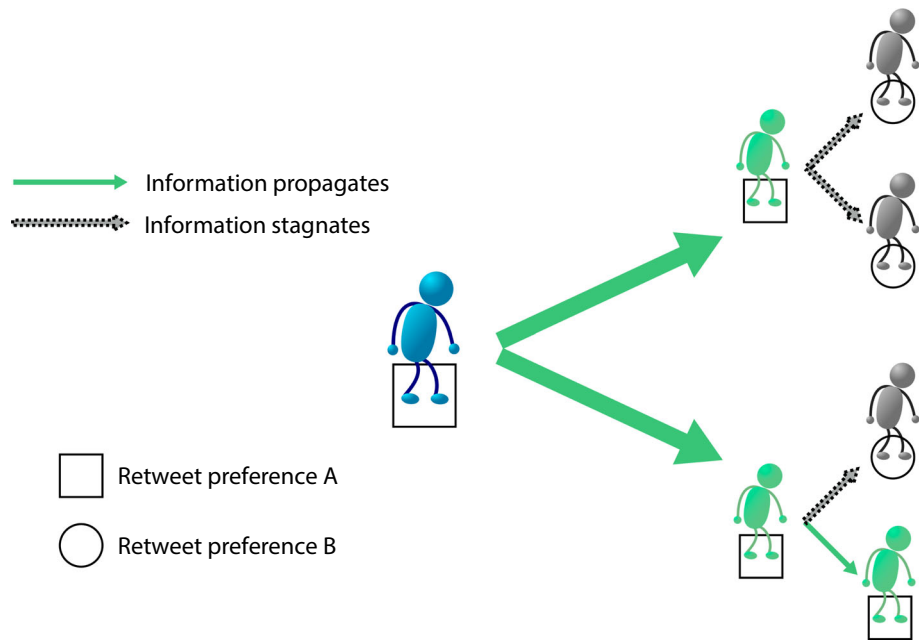 Information propagates
Information stagnates
Retweet preference A
Retweet preference B